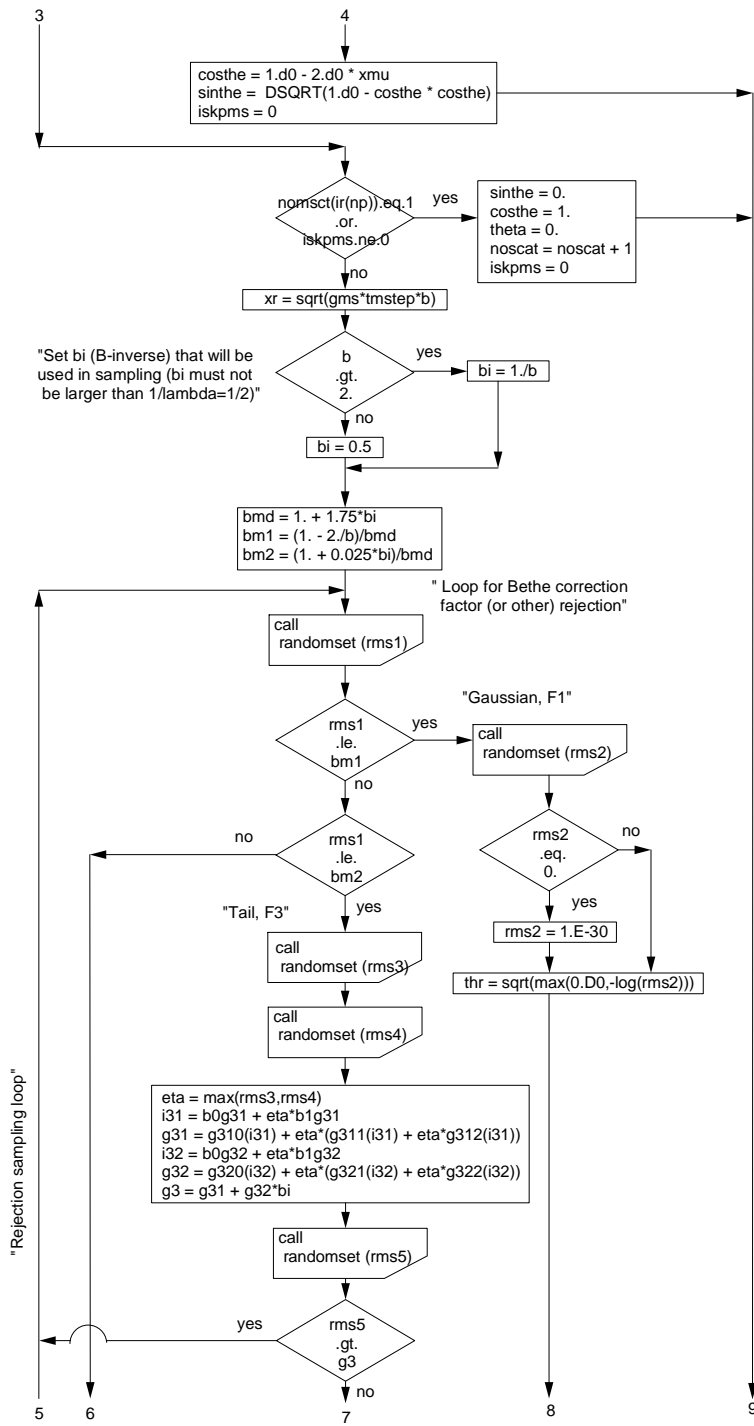 3
4
costhe = 1.d0 - 2.d0 * xmu
sinthe = DSQRT(1.d0 - costhe * costhe)
iskpms = 0
nomsct(ir(np)).eq.1
.or.
iskpms.ne.0
yes
sinthe = 0.
costhe = 1.
theta = 0.
noscat = noscat + 1
iskpms = 0
no
xr = sqrt(gms*tmstep*b)
"Set bi (B-inverse) that will be
used in sampling (bi must not
be larger than 1/lambda=1/2)"
b
.gt.
2.
yes
bi = 1./b
no
bi = 0.5
bmd = 1. + 1.75*bi
bm1 = (1. - 2./b)/bmd
bm2 = (1. + 0.025*bi)/bmd
" Loop for Bethe correction
factor (or other) rejection"
call
randomset (rms1)
"Gaussian, F1"
rms1
.le.
bm1
yes
call
randomset (rms2)
no
rms1
.le.
bm2
no
rms2
.eq.
0.
no
"Tail, F3"
yes
yes
rms2 = 1.E-30
call
randomset (rms3)
thr = sqrt(max(0.D0,-log(rms2)))
call
randomset (rms4)
eta = max(rms3,rms4)
i31 = b0g31 + eta*b1g31
g31 = g310(i31) + eta*(g311(i31) + eta*g312(i31))
i32 = b0g32 + eta*b1g32
g32 = g320(i32) + eta*(g321(i32) + eta*g322(i32))
g3 = g31 + g32*bi
"Rejection sampling loop"
call
randomset (rms5)
yes
rms5
.gt.
g3
no
5
6
7
8
9